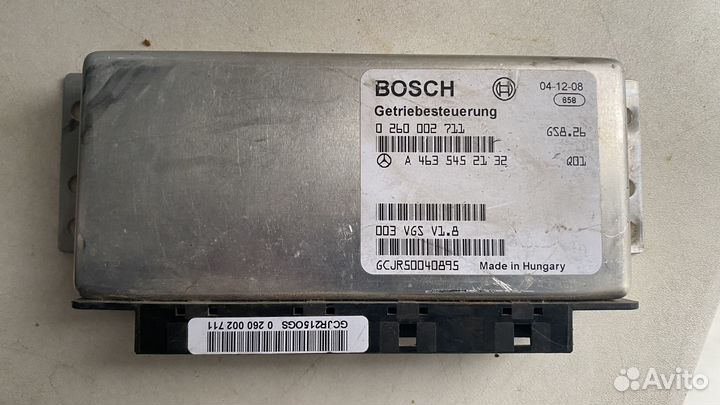 BOSCH
04-12-08
658
Getriebesteuerung
0 260 002 711
GS8.26
A 463 545 21 32
Q01
003 VGS V1.8
GCJR50040895
Made in Hungary
GCJR2150GS 0 260 002 711
Avito